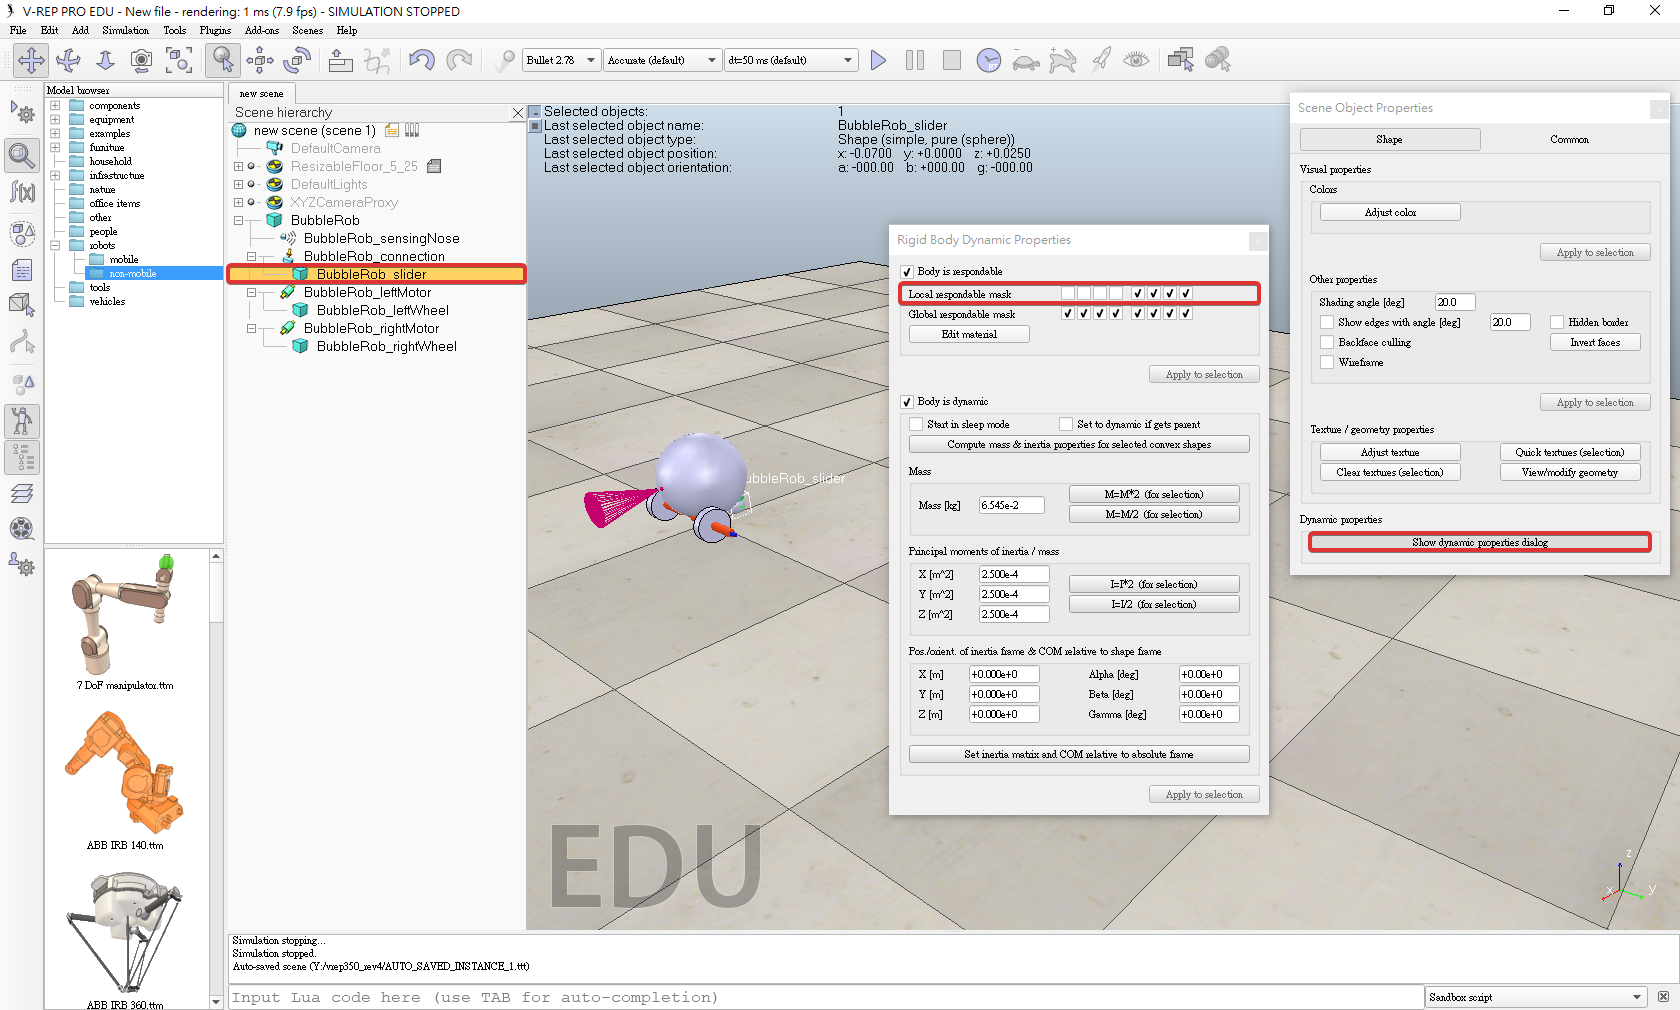 V-REP PRO EDU - New file - rendering: 1 ms (7.9 fps) - SIMULATION STOPPED
File Edit Add Simulation Tools Plugins Add-ons Scenes Help
Bullet 2.78 Accurate (default) dt=50 ms (default)
Model browser
components
equipment
examples
furniture
household
infrastructure
nature
office items
other
people
robots
mobile
non-mobile
tools
vehicles
7 DoF manipulator.ttm
ABB IRB 140.ttm
ABB IRB 360.ttm
new scene
Scene hierarchy
new scene (scene 1)
DefaultCamera
ResizableFloor_5_25
DefaultLights
XYZCameraProxy
BubbleRob
BubbleRob_sensingNose
BubbleRob_connection
BubbleRob_slider
BubbleRob_leftMotor
BubbleRob_leftWheel
BubbleRob_rightMotor
BubbleRob_rightWheel
Selected objects: 1
Last selected object name: BubbleRob_slider
Last selected object type: Shape (simple, pure (sphere))
Last selected object position: x: -0.0700 y: +0.0000 z: +0.0250
Last selected object orientation: a: -000.00 b: +000.00 g: -000.00
ubbleRob_slider
EDU
z
x
y
Rigid Body Dynamic Properties
Body is respondable
Local respondable mask
Global respondable mask
Edit material
Apply to selection
Body is dynamic
Start in sleep mode Set to dynamic if gets parent
Compute mass & inertia properties for selected convex shapes
Mass
Mass [kg] 6.545e-2 M=M*2 (for selection)
M=M/2 (for selection)
Principal moments of inertia / mass
X [m^2] 2.500e-4
Y [m^2] 2.500e-4
Z [m^2] 2.500e-4
I=I*2 (for selection)
I=I/2 (for selection)
Pos./orient. of inertia frame & COM relative to shape frame
X [m] +0.000e+0 Alpha [deg] +0.00e+0
Y [m] +0.000e+0 Beta [deg] +0.00e+0
Z [m] +0.000e+0 Gamma [deg] +0.00e+0
Set inertia matrix and COM relative to absolute frame
Apply to selection
Scene Object Properties
Shape Common
Visual properties
Colors
Adjust color
Apply to selection
Other properties
Shading angle [deg] 20.0
Show edges with angle [deg] 20.0 Hidden border
Backface culling Invert faces
Wireframe
Apply to selection
Texture / geometry properties
Adjust texture Quick textures (selection)
Clear textures (selection) View/modify geometry
Dynamic properties
Show dynamic properties dialog
Simulation stopping...
Simulation stopped.
Auto-saved scene (Y:/vrep350_rev4/AUTO_SAVED_INSTANCE_1.ttt)
Input Lua code here (use TAB for auto-completion)
Sandbox script